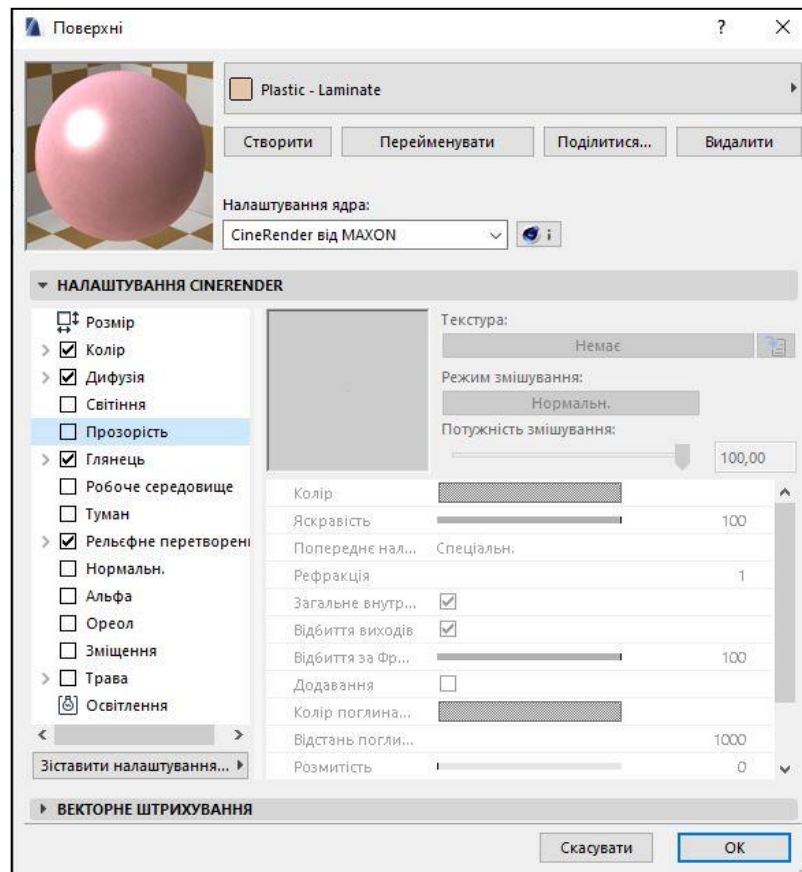 Поверхні
Plastic - Laminate
Створити
Перейменувати
Поділитися...
Видалити
Налаштування ядра:
CineRender від MAXON
i
НАЛАШТУВАННЯ CINERENDER
Розмір
Колір
Дифузія
Світіння
Прозорість
Глянець
Робоче середовище
Туман
Рельєфне перетворені
Нормальн.
Альфа
Ореол
Зміщення
Трава
Освітлення
Зіставити налаштування...
Текстура:
Немає
Режим змішування:
Нормальн.
Потужність змішування:
100,00
Колір
Яскравість 100
Попереднє нал... Спеціальн.
Рефракція 1
Загальне внутр...
Відбиття виходів
Відбиття за Фр... 100
Додавання
Колір поглина...
Відстань погли... 1000
Розмитість 0
ВЕКТОРНЕ ШТРИХУВАННЯ
Скасувати
OK